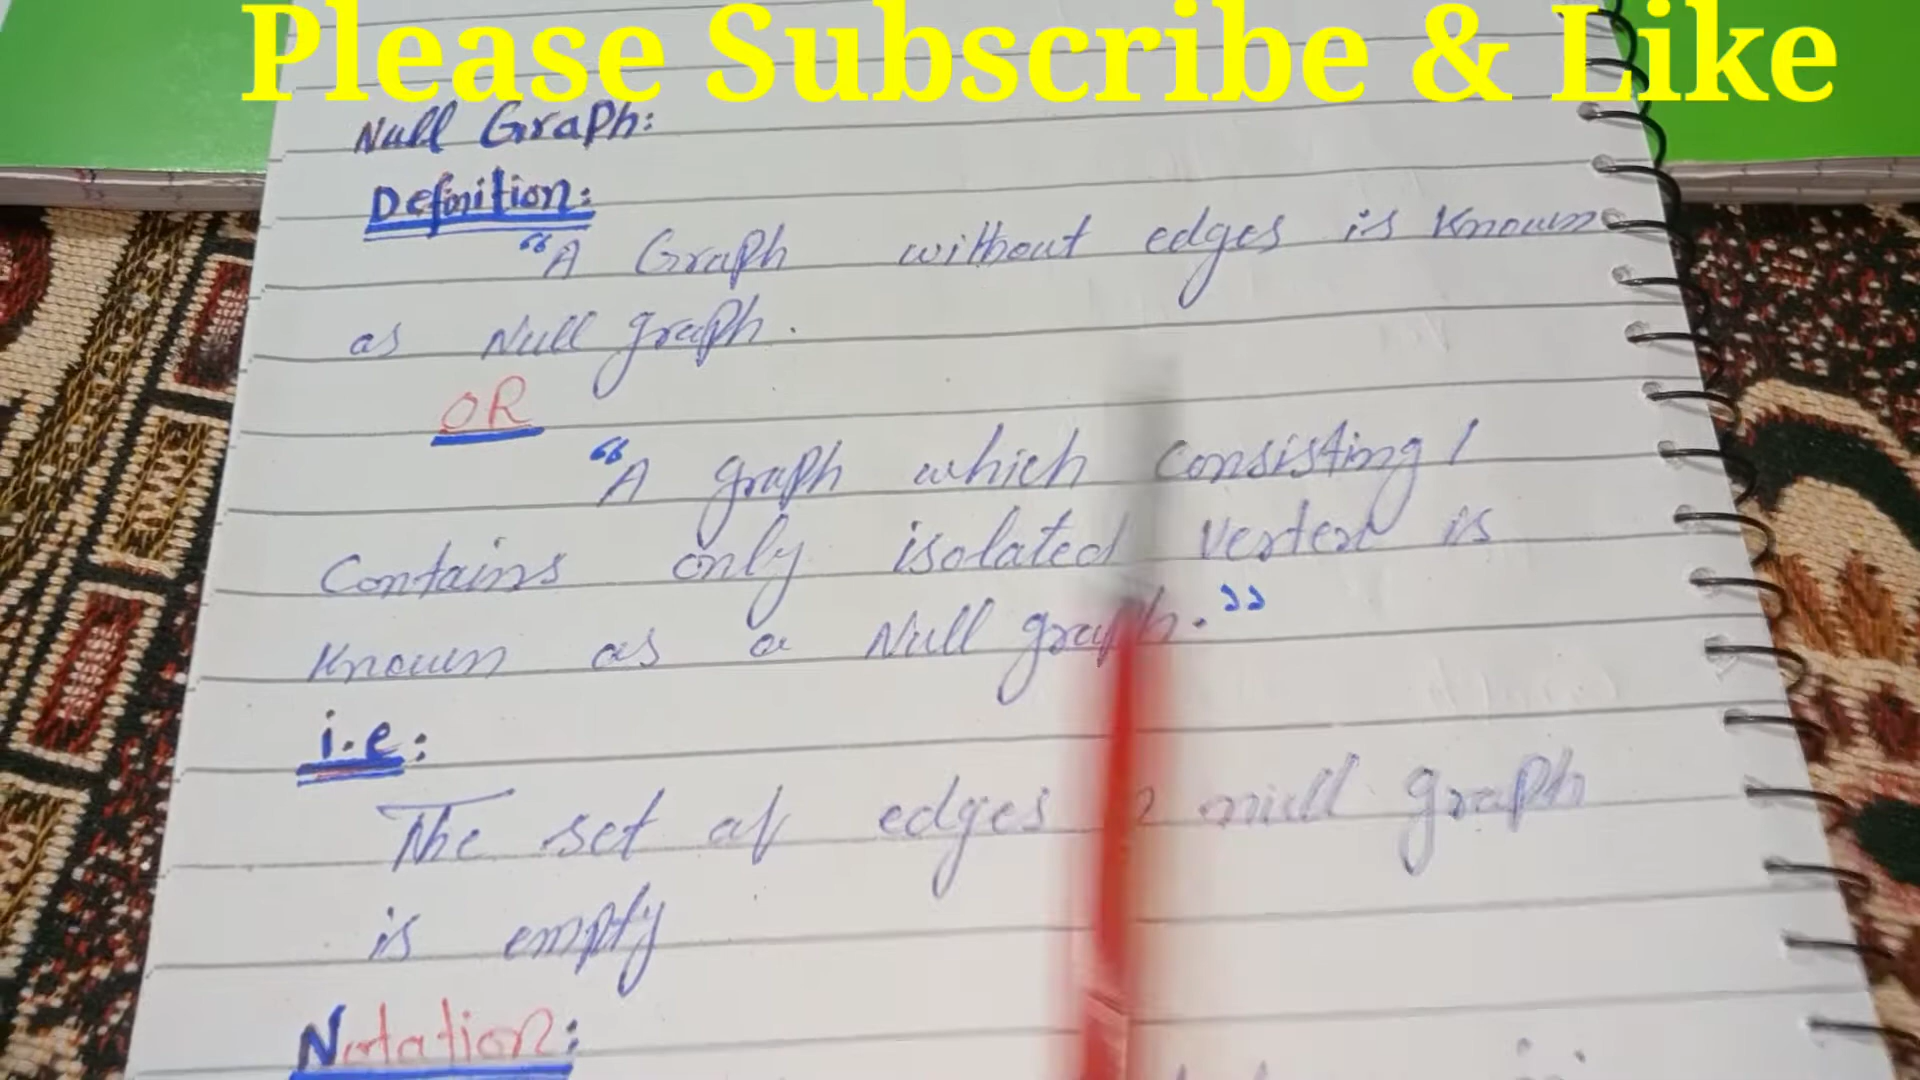 Please Subscribe & Like
Null Graph:
Definition:
"A Graph without edges is known
as Null graph.
OR
"A graph which consisting /
Contains only isolated vertex is
known as a Null graph."
i.e:
The set of edges null graph
is empty
Notation: